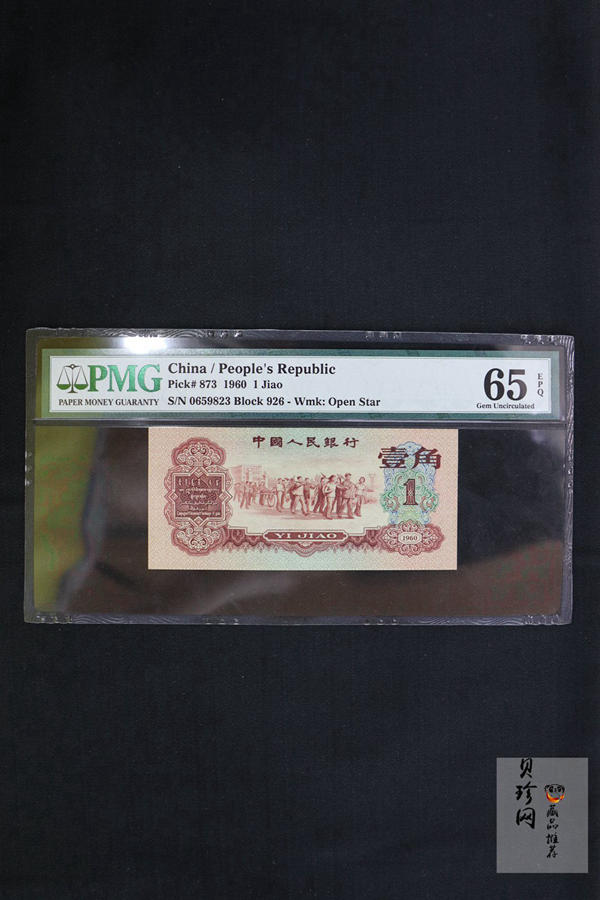 PMG
PAPER MONEY GUARANTY
China / People's Republic
Pick# 873 1960 1 Jiao
S/N 0659823 Block 926 - Wmk: Open Star
65
EPQ
Gem Uncirculated
中國人民銀行
壹角
1
YI JIAO
1960
贝珍网
藏品推荐